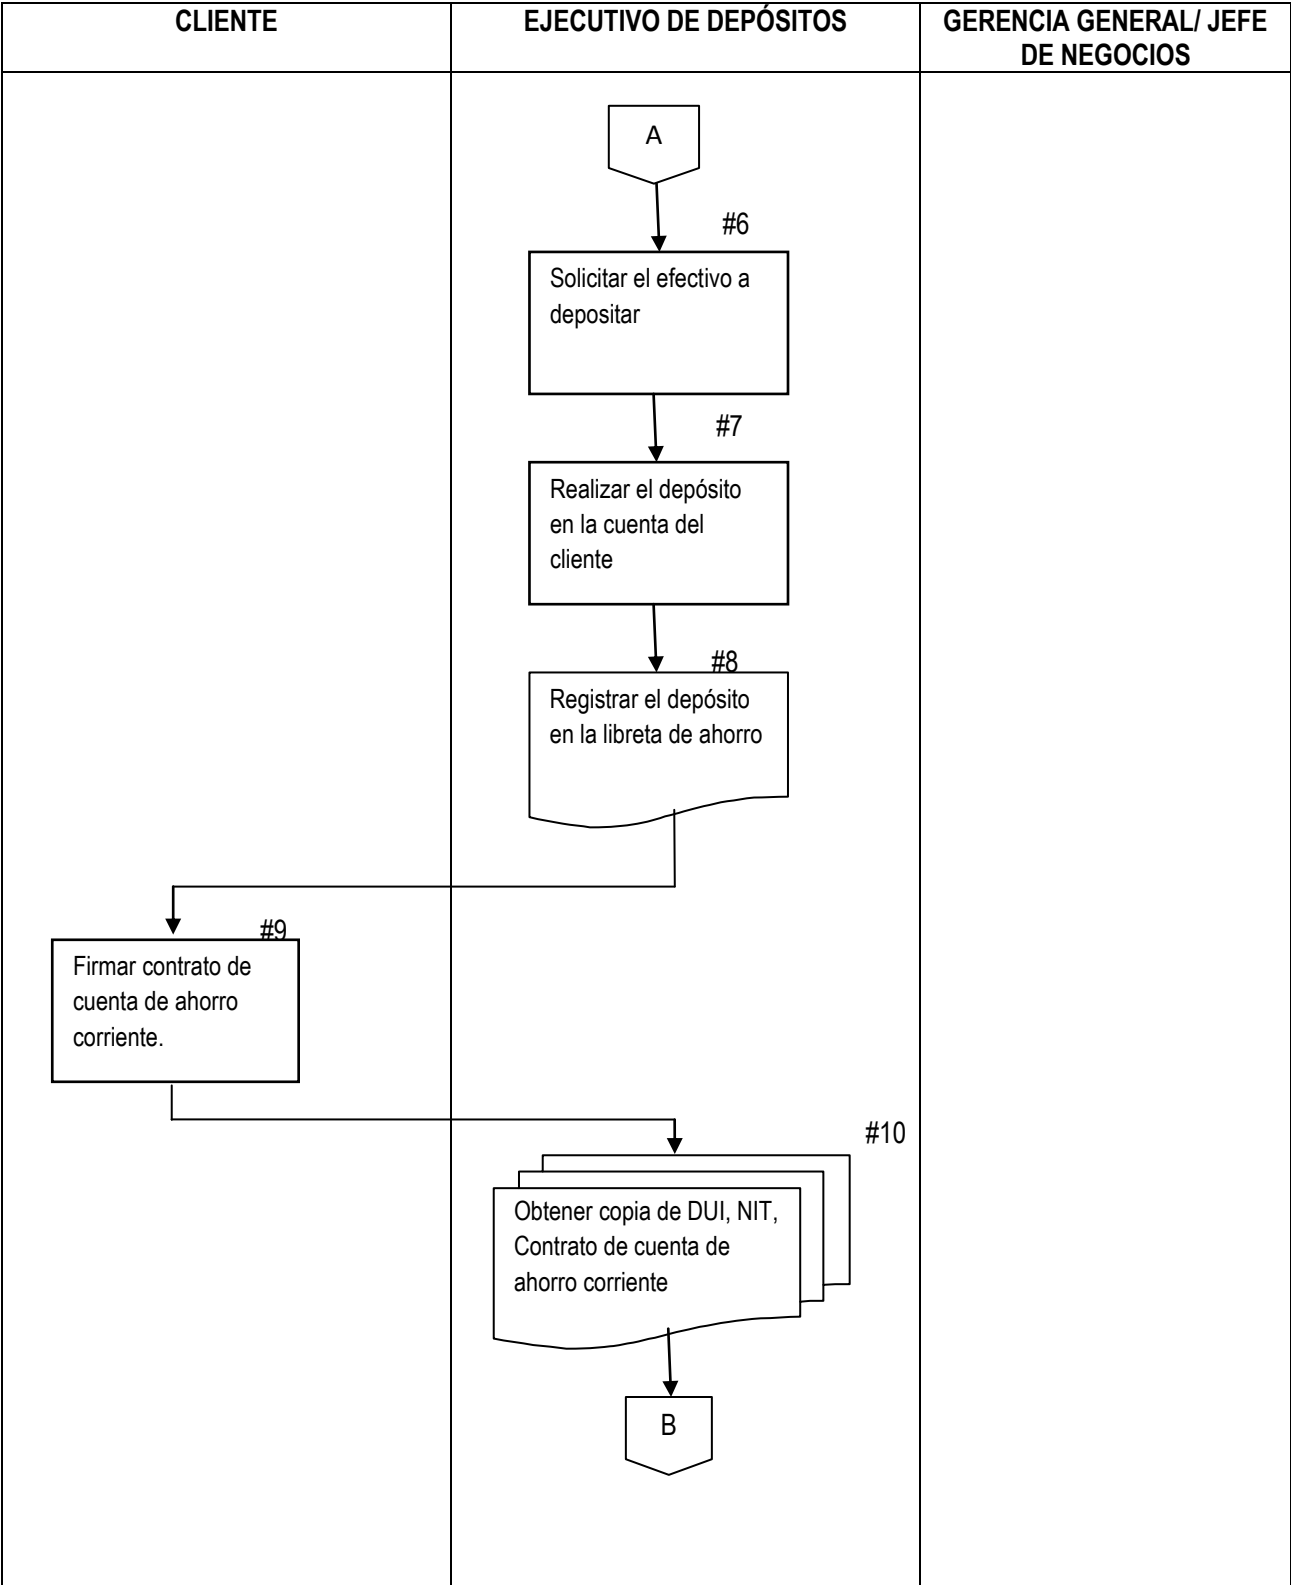 CLIENTE
EJECUTIVO DE DEPÓSITOS
GERENCIA GENERAL/ JEFE
DE NEGOCIOS
A
#6
Solicitar el efectivo a
depositar
#7
Realizar el depósito
en la cuenta del
cliente
#8
Registrar el depósito
en la libreta de ahorro
#9
Firmar contrato de
cuenta de ahorro
corriente.
#10
Obtener copia de DUI, NIT,
Contrato de cuenta de
ahorro corriente
B